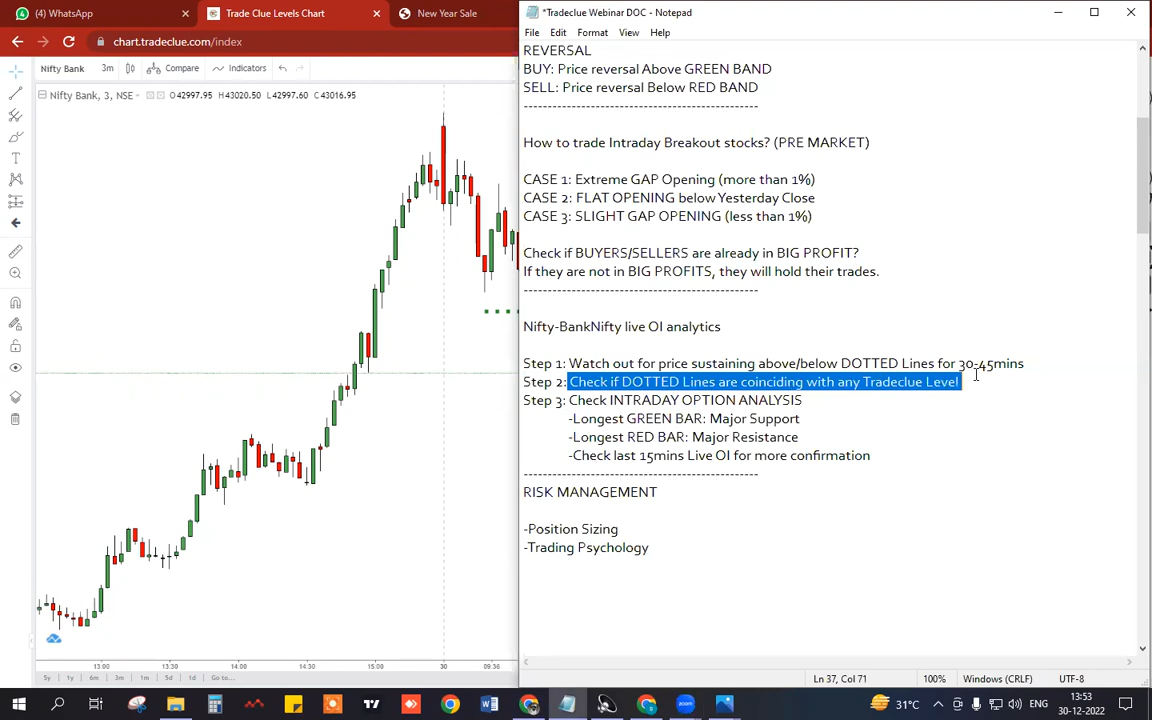 (4) WhatsApp
Trade Clue Levels Chart
New Year Sale
*Tradeclue Webinar DOC - Notepad
chart.tradeclue.com/index
File Edit Format View Help
Nifty Bank 3m Compare Indicators
Nifty Bank, 3, NSE O42997.95 H43020.50 L42997.60 C43016.95
REVERSAL
BUY: Price reversal Above GREEN BAND
SELL: Price reversal Below RED BAND
-----------------------------------------------------
How to trade Intraday Breakout stocks? (PRE MARKET)
CASE 1: Extreme GAP Opening (more than 1%)
CASE 2: FLAT OPENING below Yesterday Close
CASE 3: SLIGHT GAP OPENING (less than 1%)
Check if BUYERS/SELLERS are already in BIG PROFIT?
If they are not in BIG PROFITS, they will hold their trades.
-----------------------------------------------------
Nifty-BankNifty live OI analytics
Step 1: Watch out for price sustaining above/below DOTTED Lines for 30-45mins
Step 2: Check if DOTTED Lines are coinciding with any Tradeclue Level
Step 3: Check INTRADAY OPTION ANALYSIS
-Longest GREEN BAR: Major Support
-Longest RED BAR: Major Resistance
-Check last 15mins Live OI for more confirmation
-----------------------------------------------------
RISK MANAGEMENT
-Position Sizing
-Trading Psychology
13:00 13:30 14:00 14:30 15:00 30 09:36
5y 1y 6m 3m 1m 5d 1d Go to...
Ln 37, Col 71 100% Windows (CRLF) UTF-8
31°C ENG 13:53
30-12-2022